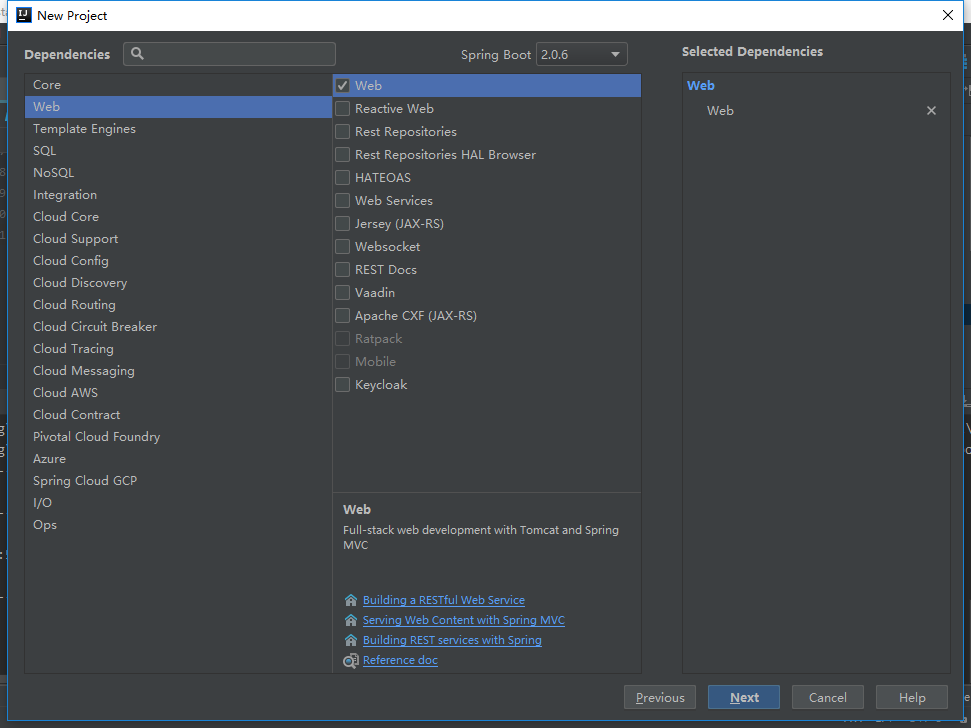 New Project
Dependencies
Spring Boot 2.0.6
Selected Dependencies
Core
Web
Template Engines
SQL
NoSQL
Integration
Cloud Core
Cloud Support
Cloud Config
Cloud Discovery
Cloud Routing
Cloud Circuit Breaker
Cloud Tracing
Cloud Messaging
Cloud AWS
Cloud Contract
Pivotal Cloud Foundry
Azure
Spring Cloud GCP
I/O
Ops
Web
Reactive Web
Rest Repositories
Rest Repositories HAL Browser
HATEOAS
Web Services
Jersey (JAX-RS)
Websocket
REST Docs
Vaadin
Apache CXF (JAX-RS)
Ratpack
Mobile
Keycloak
Web
Full-stack web development with Tomcat and Spring
MVC
Building a RESTful Web Service
Serving Web Content with Spring MVC
Building REST services with Spring
Reference doc
Web
Web
Previous
Next
Cancel
Help